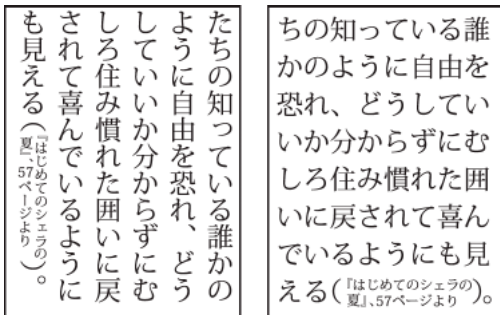 たちの知っている誰かの
ように自由を恐れ、どう
していいか分からずにむ
しろ住み慣れた囲いに戻
されて喜んでいるように
も見える(『はじめてのシェラの夏』、57ページより)。
ちの知っている誰
かのように自由を
恐れ、どうしてい
いか分からずにむ
しろ住み慣れた囲
いに戻されて喜ん
でいるようにも見
える(『はじめてのシェラの夏』、57ページより)。